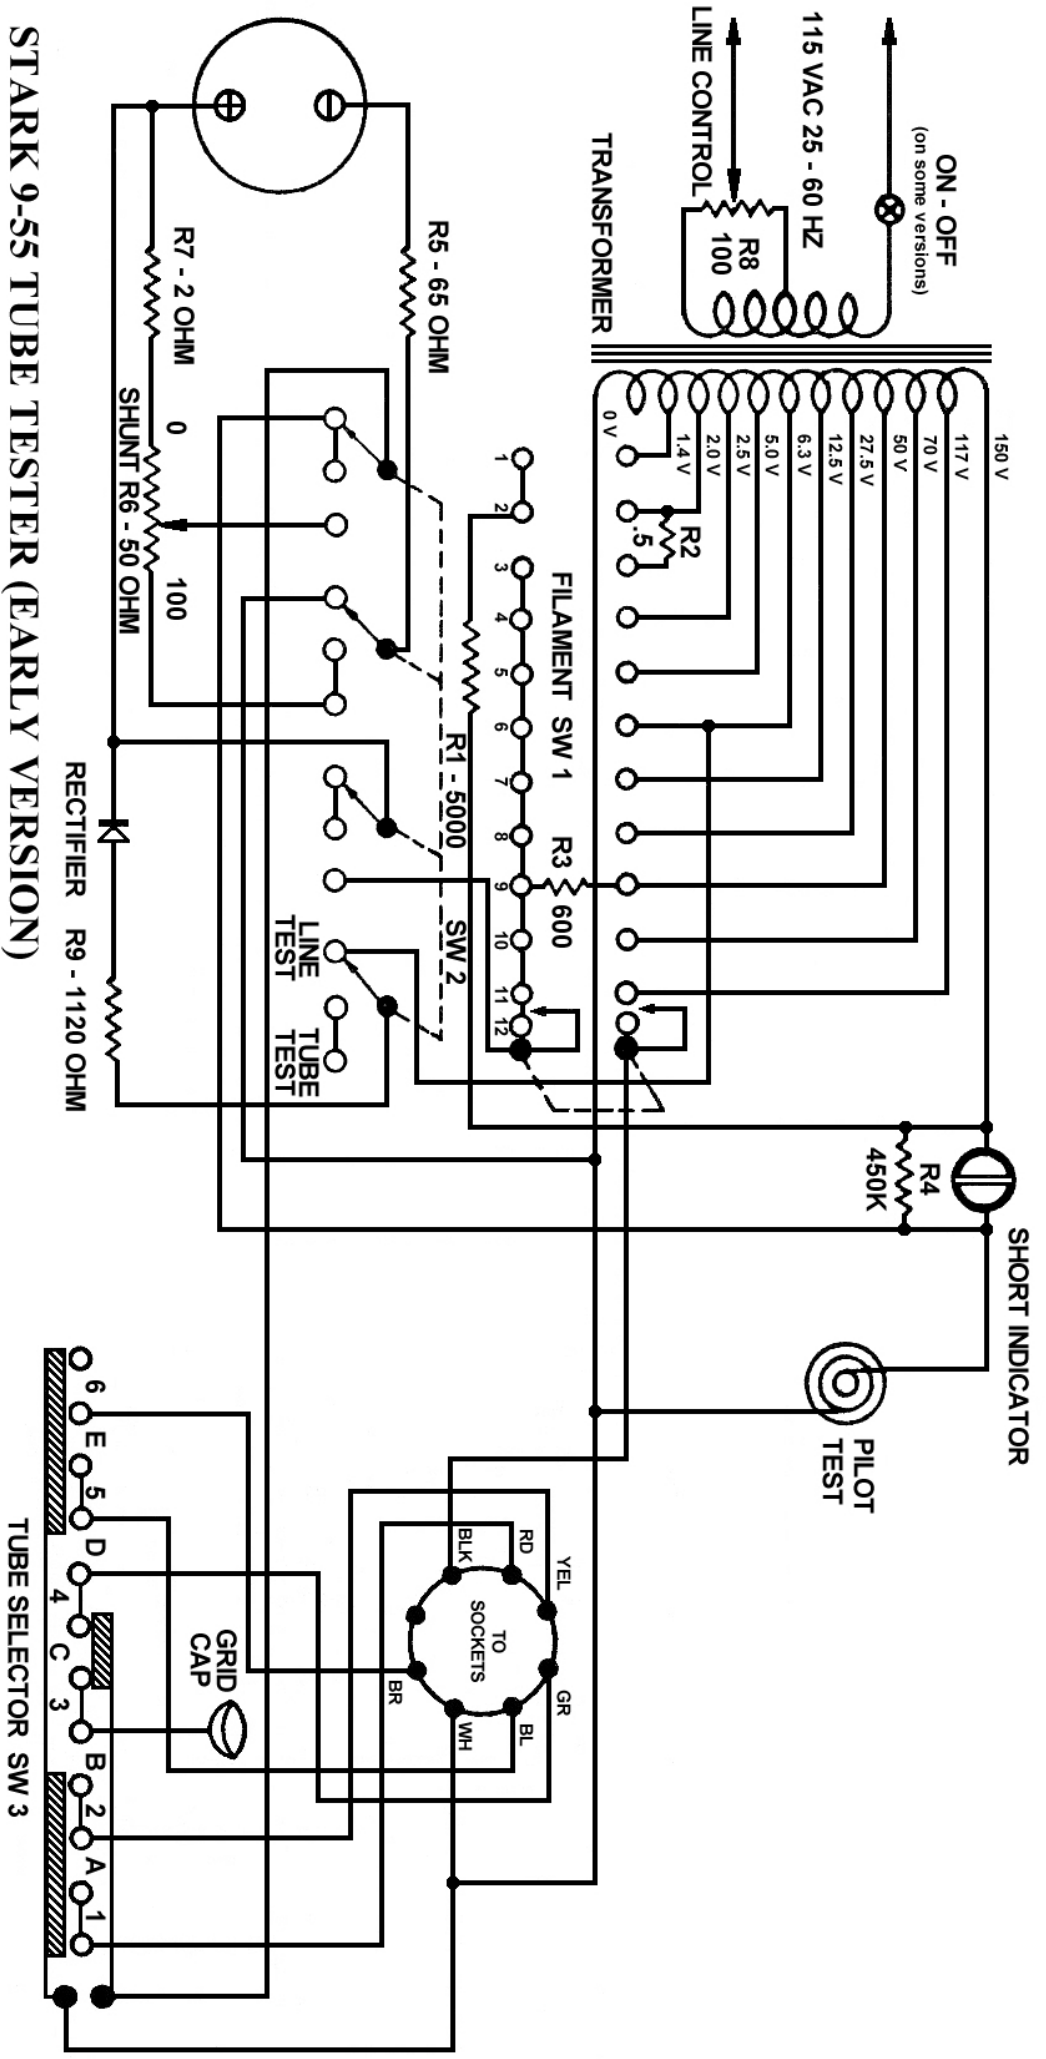 ON - OFF
(on some versions)
115 VAC 25 - 60 HZ
LINE CONTROL
R8
100
TRANSFORMER
150 V
117 V
70 V
50 V
27.5 V
12.5 V
6.3 V
5.0 V
2.5 V
2.0 V
1.4 V
0 V
R2
.5
FILAMENT SW 1
1
2
3
4
5
6
7
8
9
10
11
12
R3
600
R1 - 5000
SW 2
R5 - 65 OHM
R7 - 2 OHM
0
100
SHUNT R6 - 50 OHM
LINE
TEST
TUBE
TEST
RECTIFIER
R9 - 1120 OHM
R4
450K
SHORT INDICATOR
PILOT
TEST
TO
SOCKETS
BLK
RD
YEL
GR
BL
WH
BR
GRID
CAP
6
E
5
D
4
C
3
B
2
A
1
TUBE SELECTOR SW 3
STARK 9-55 TUBE TESTER (EARLY VERSION)